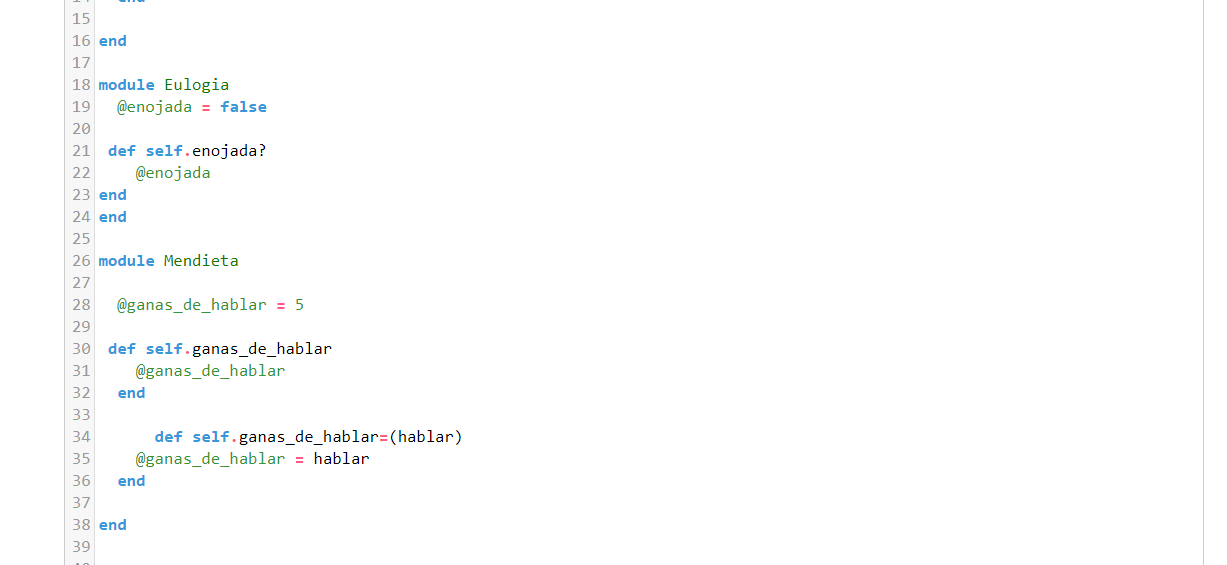 end
15
16 end
17
18 module Eulogia
19 @enojada = false
20
21 def self.enojada?
22 @enojada
23 end
24 end
25
26 module Mendieta
27
28 @ganas_de_hablar = 5
29
30 def self.ganas_de_hablar
31 @ganas_de_hablar
32 end
33
34 def self.ganas_de_hablar=(hablar)
35 @ganas_de_hablar = hablar
36 end
37
38 end
39